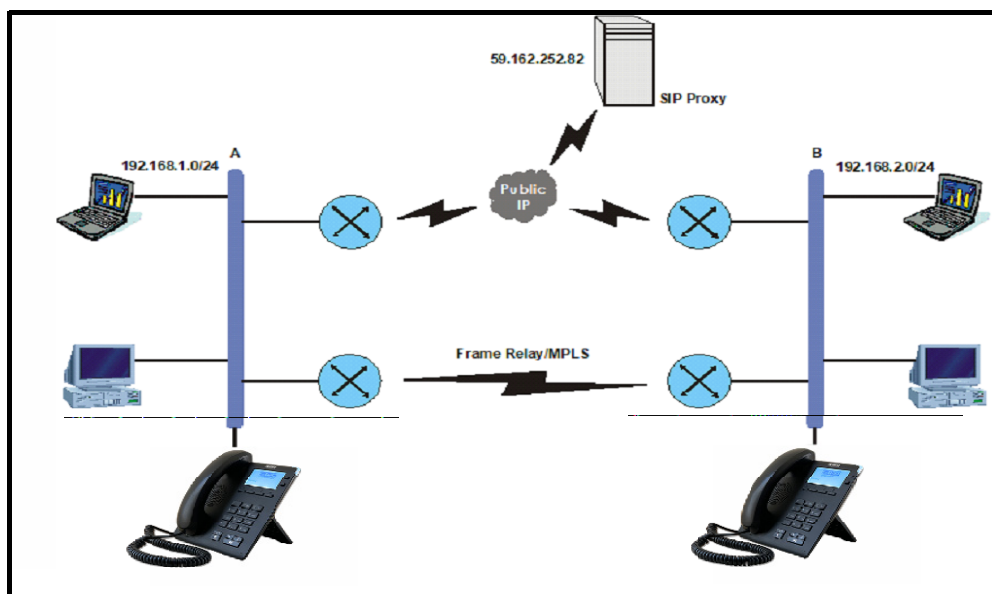 59.162.252.82
SIP Proxy
A
192.168.1.0/24
B
192.168.2.0/24
Public
IP
Frame Relay/MPLS